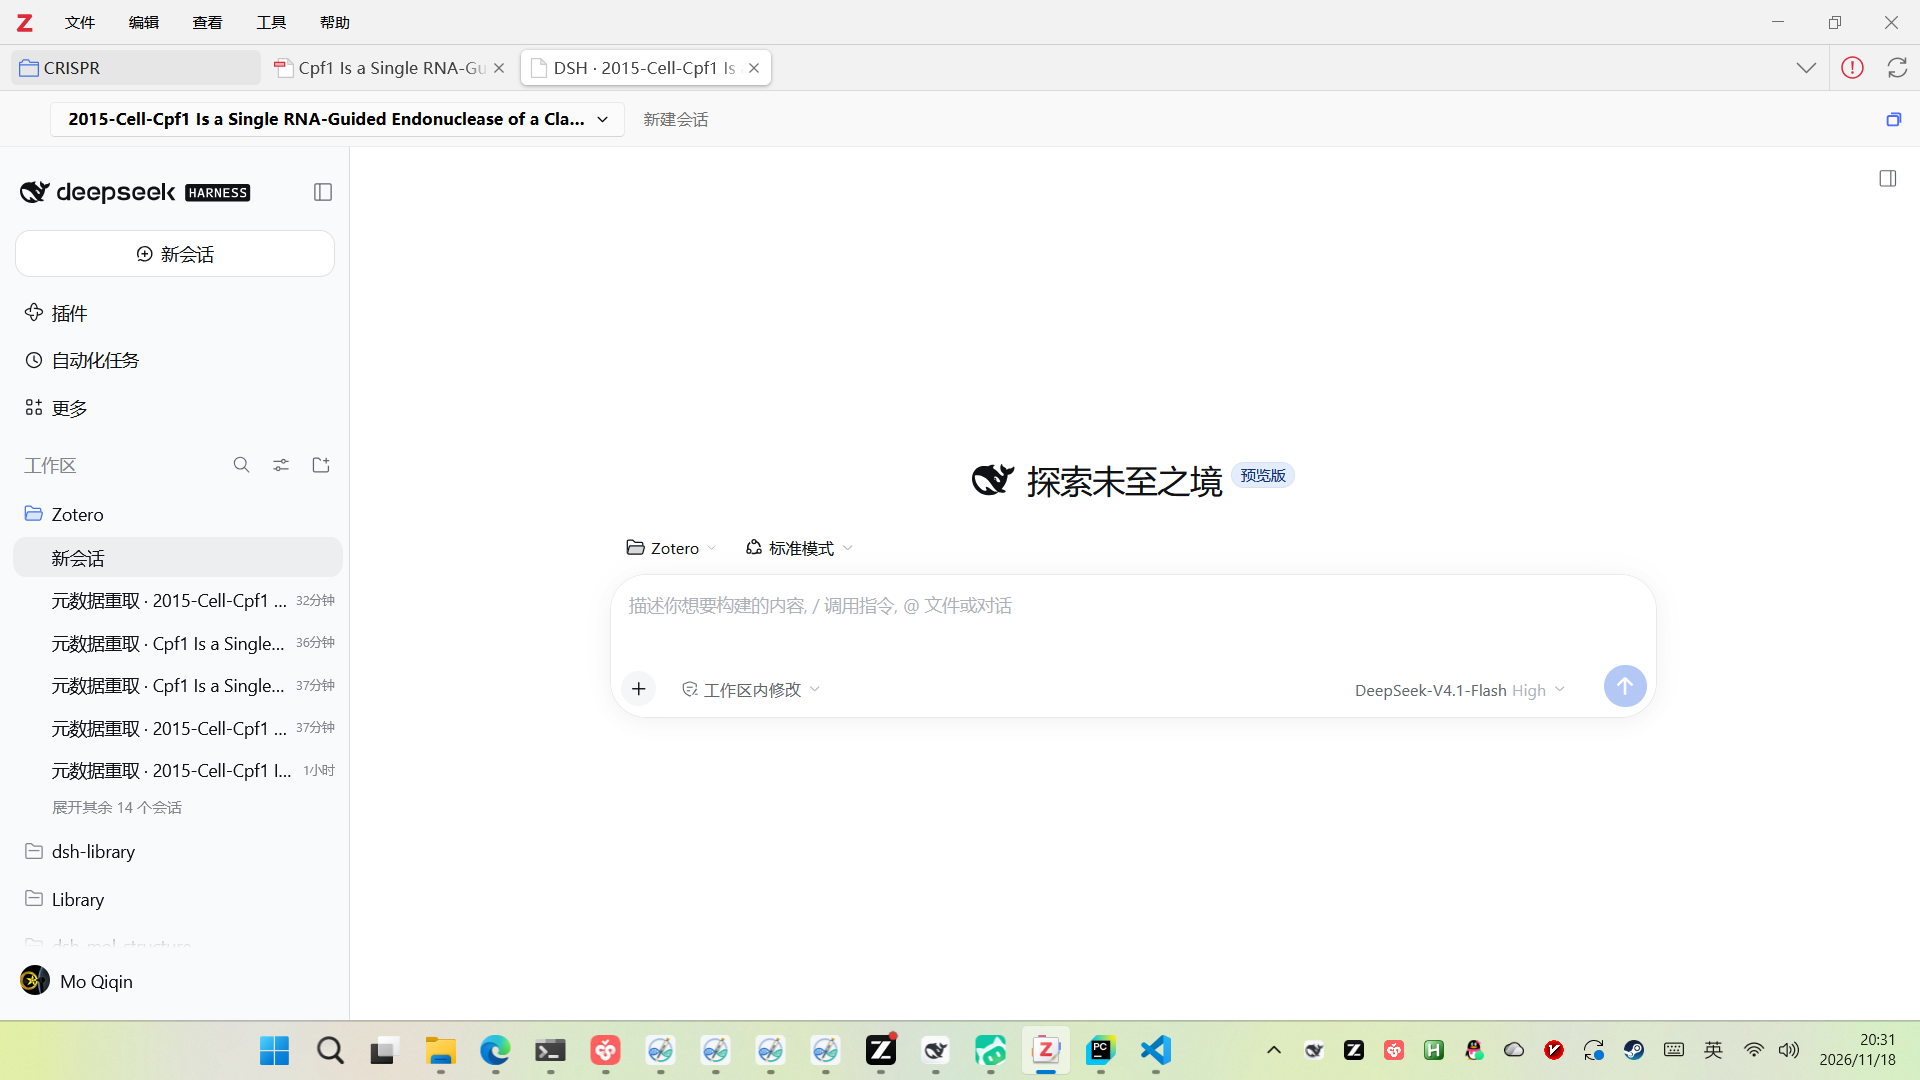 文件 编辑 查看 工具 帮助
CRISPR
Cpf1 Is a Single RNA-Gu
DSH · 2015-Cell-Cpf1 Is
2015-Cell-Cpf1 Is a Single RNA-Guided Endonuclease of a Cla...
新建会话
deepseek HARNESS
新会话
插件
自动化任务
更多
工作区
Zotero
新会话
元数据重取 · 2015-Cell-Cpf1 ... 32分钟
元数据重取 · Cpf1 Is a Single... 36分钟
元数据重取 · Cpf1 Is a Single... 37分钟
元数据重取 · 2015-Cell-Cpf1 ... 37分钟
元数据重取 · 2015-Cell-Cpf1 I... 1小时
展开其余 14 个会话
dsh-library
Library
dsh-mol-structure
Mo Qiqin
探索未至之境 预览版
Zotero 标准模式
描述你想要构建的内容, / 调用指令, @ 文件或对话
工作区内修改
DeepSeek-V4.1-Flash High
英
20:31
2026/11/18